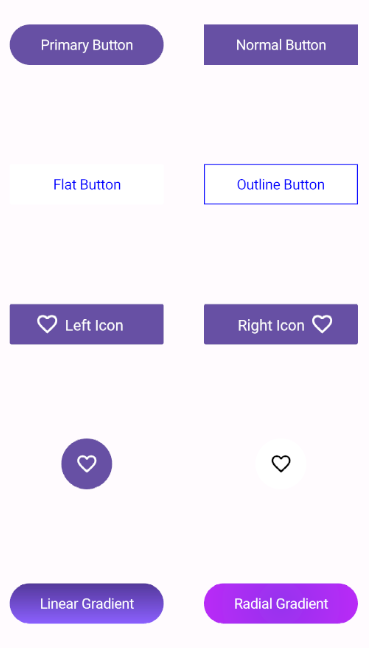 Primary Button
Normal Button
Flat Button
Outline Button
Left Icon
Right Icon
Linear Gradient
Radial Gradient